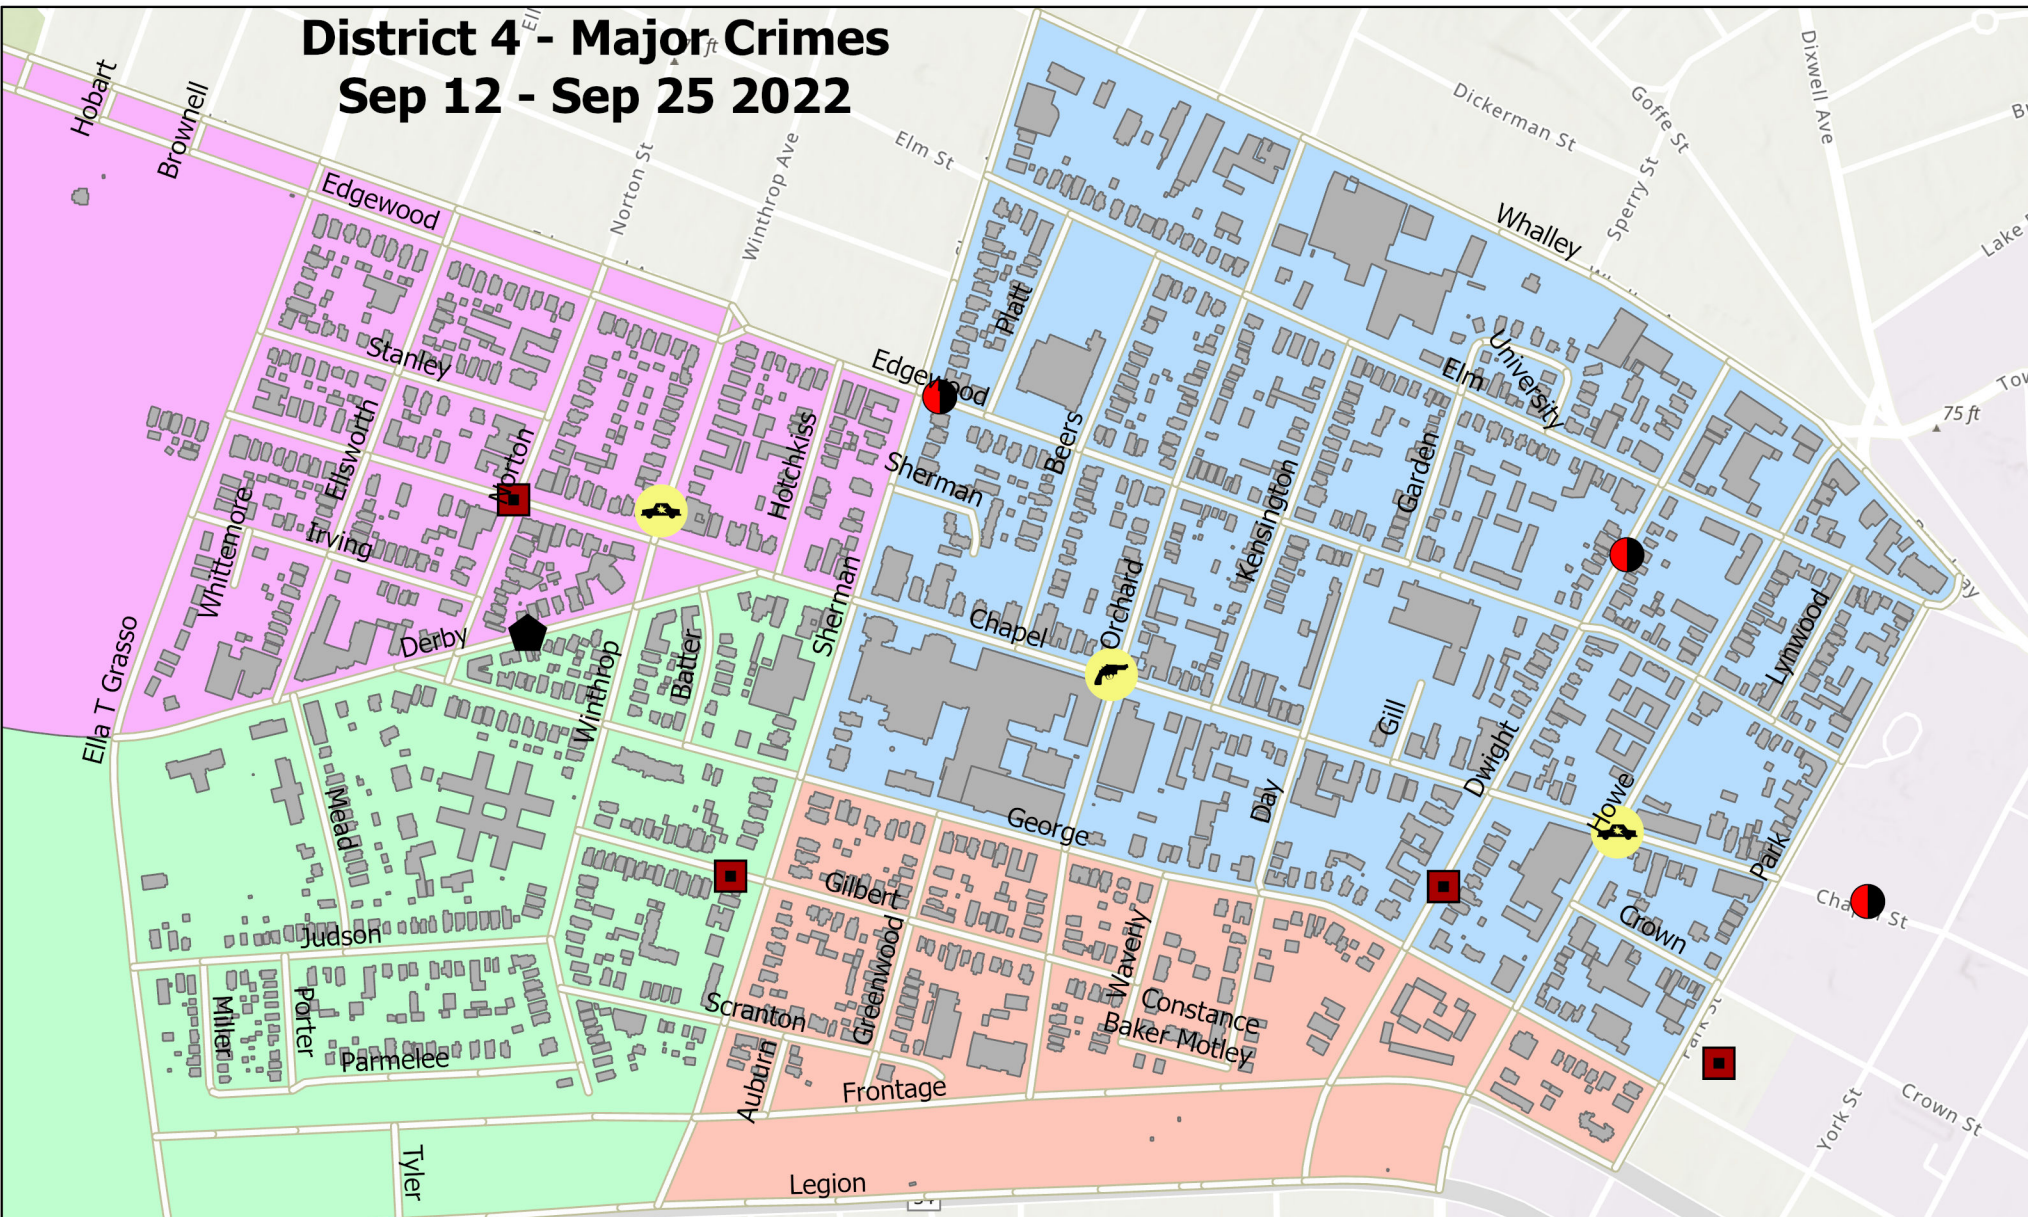 District 4 - Major Crimes
Sep 12 - Sep 25 2022
Hobart
Brownell
Edgewood
Norton St
Winthrop Ave
Elm St
Dickerman St
Goffe St
Sperry St
Dixwell Ave
Whalley
75 ft
Stanley
Ellsworth
Norton
Hotchkiss
Edgewood
Platt
Beers
Sherman
Elm
University
Garden
Kensington
Whittemore
Irving
Derby
Ella T Grasso
Winthrop
Batter
Sherman
Chapel
Orchard
Lynwood
Gill
Dwight
Howe
Day
Park
Mead
George
Gilbert
Crown
Chapel St
Park St
York St
Crown St
Judson
Miller
Porter
Parmelee
Scranton
Greenwood
Waverly
Constance
Baker Motley
Auburn
Frontage
Tyler
Legion